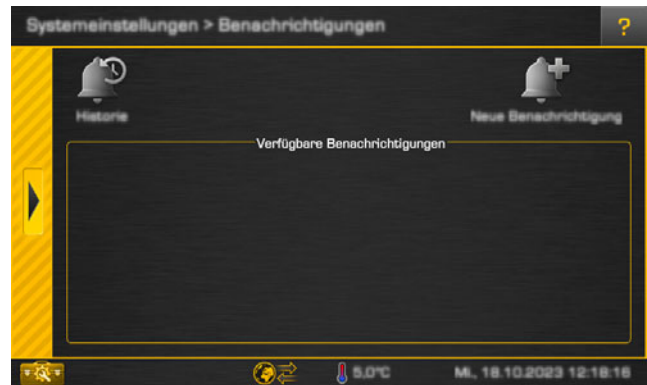 Systemeinstellungen > Benachrichtigungen
?
Historie
Neue Benachrichtigung
Verfügbare Benachrichtigungen
5,0°C
Mi., 18.10.2023 12:18:16